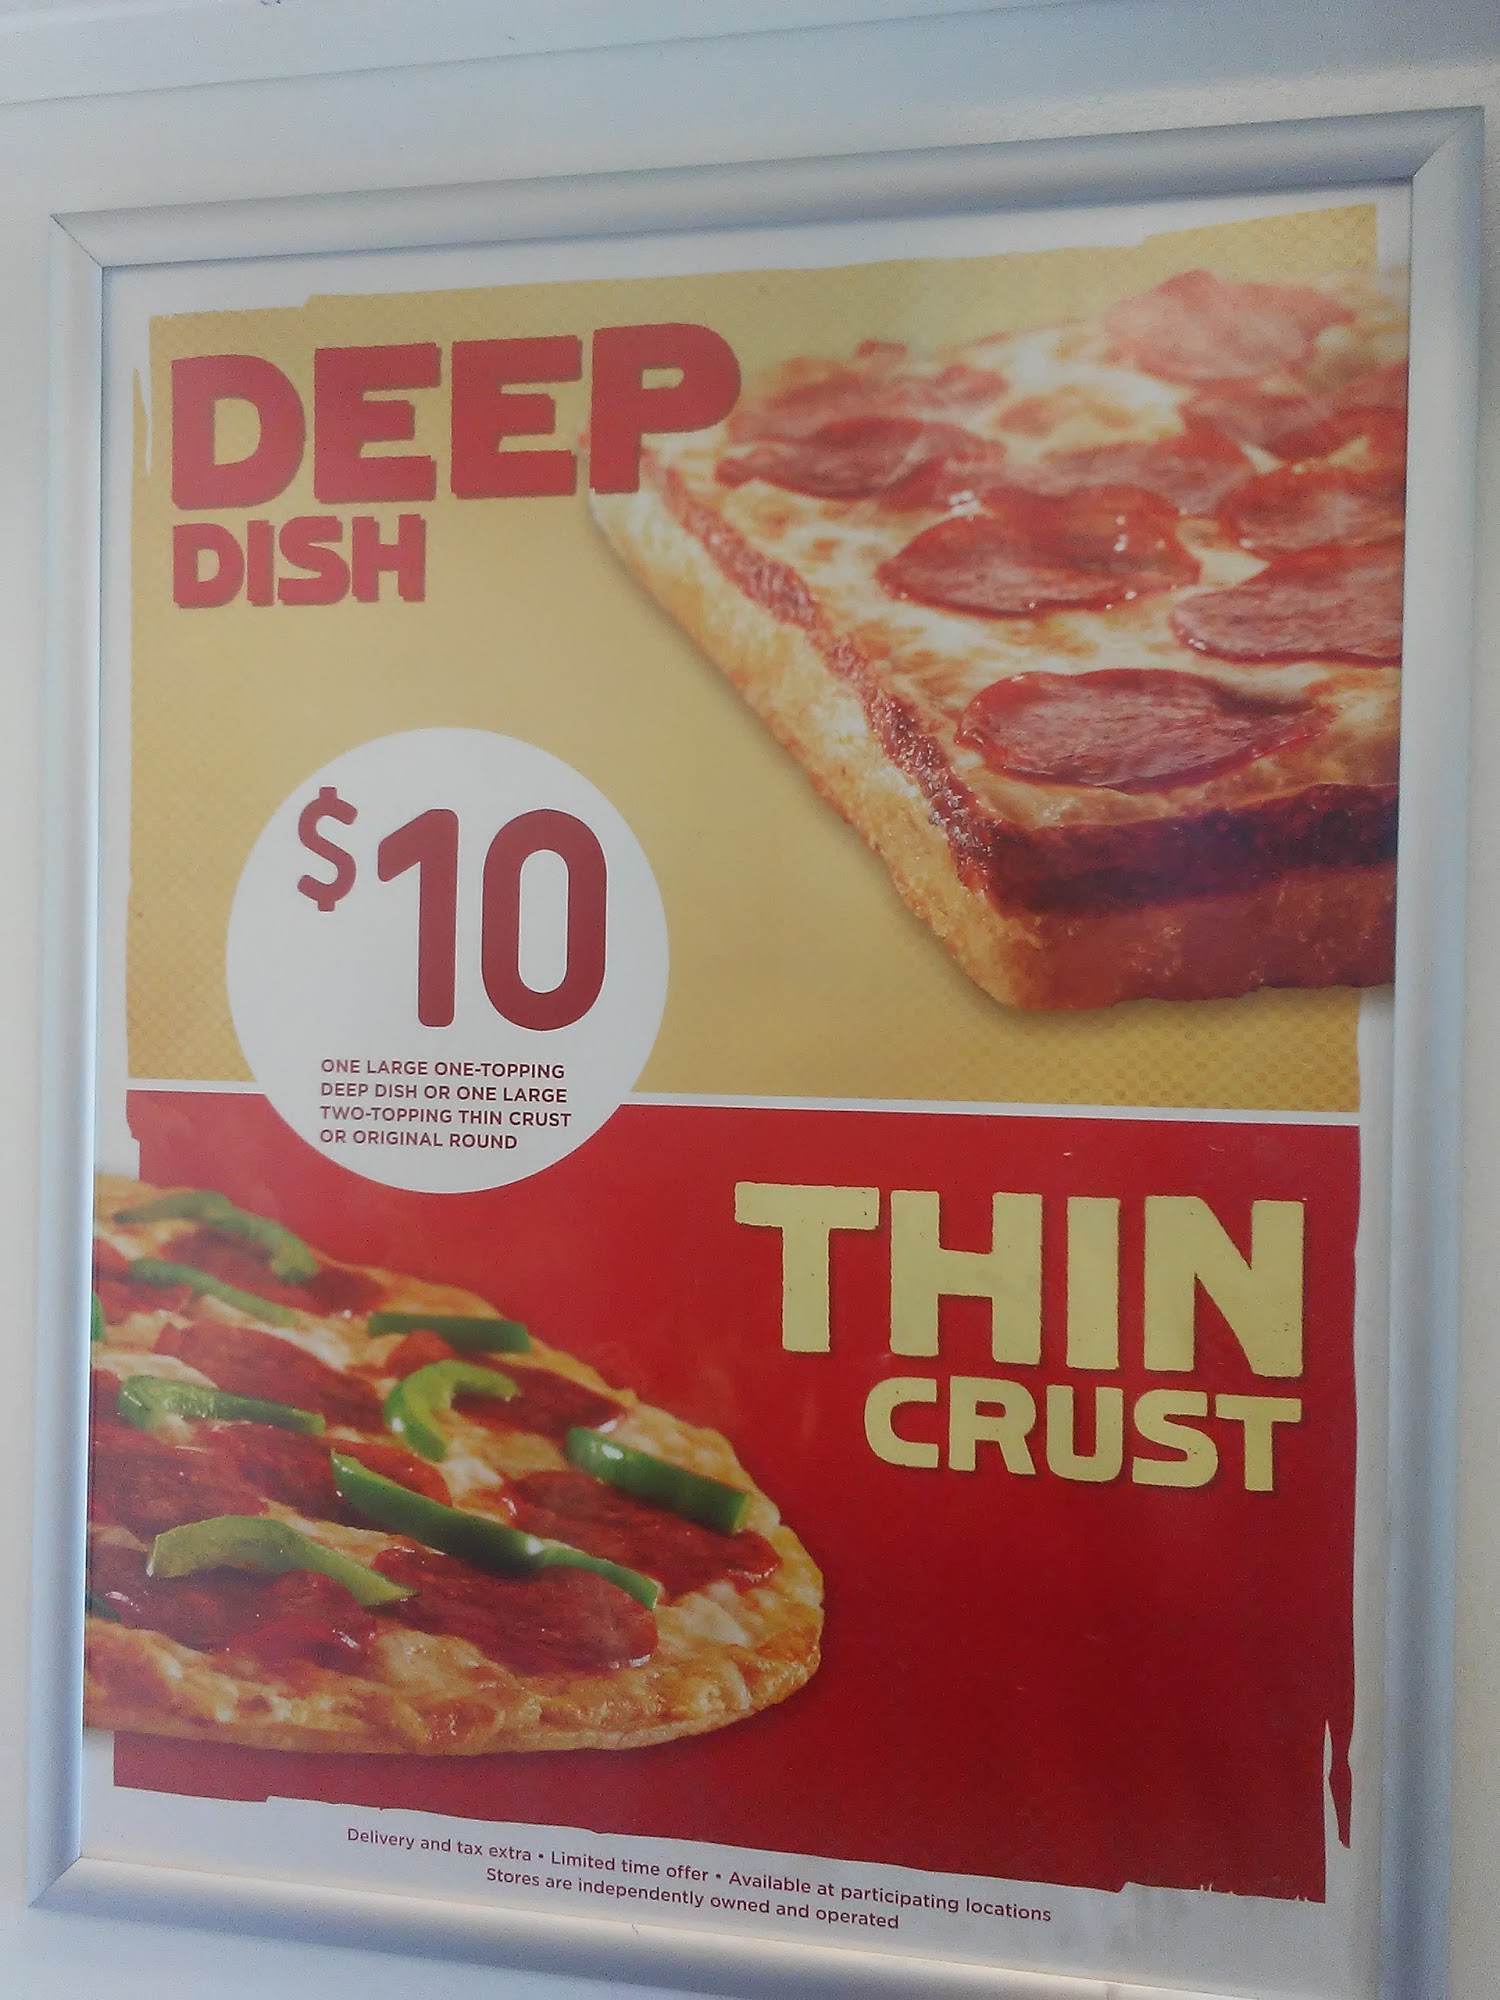 DEEP
DISH
$10
ONE LARGE ONE-TOPPING
DEEP DISH OR ONE LARGE
TWO-TOPPING THIN CRUST
OR ORIGINAL ROUND
THIN
CRUST
Delivery and tax extra • Limited time offer • Available at participating locations
Stores are independently owned and operated